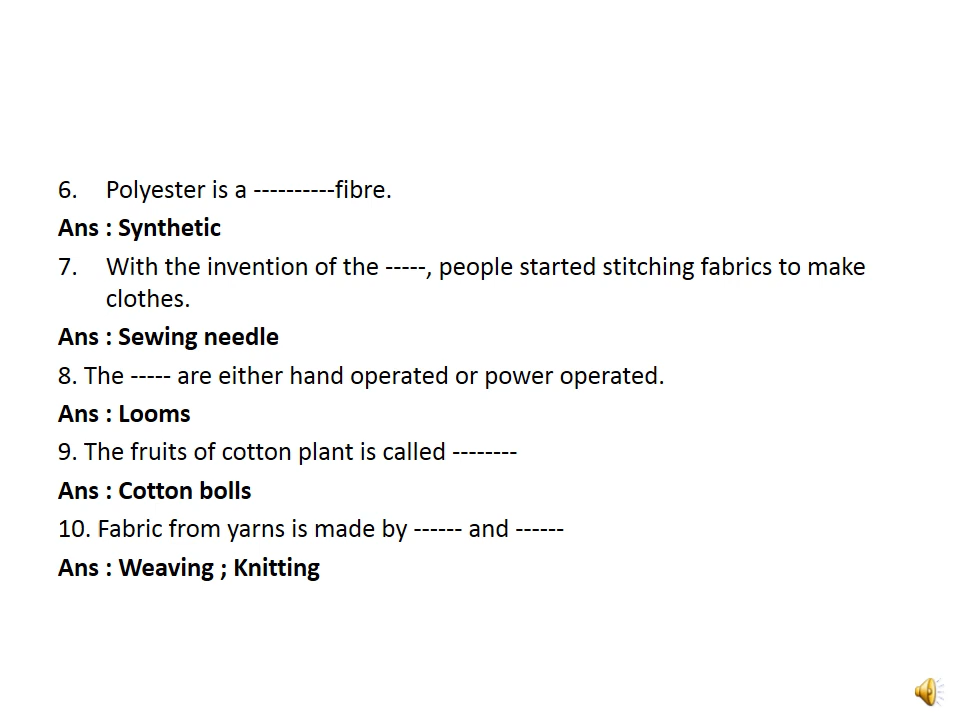 6. Polyester is a ----------fibre.
Ans : Synthetic
7. With the invention of the -----, people started stitching fabrics to make
clothes.
Ans : Sewing needle
8. The ----- are either hand operated or power operated.
Ans : Looms
9. The fruits of cotton plant is called --------
Ans : Cotton bolls
10. Fabric from yarns is made by ------ and ------
Ans : Weaving ; Knitting